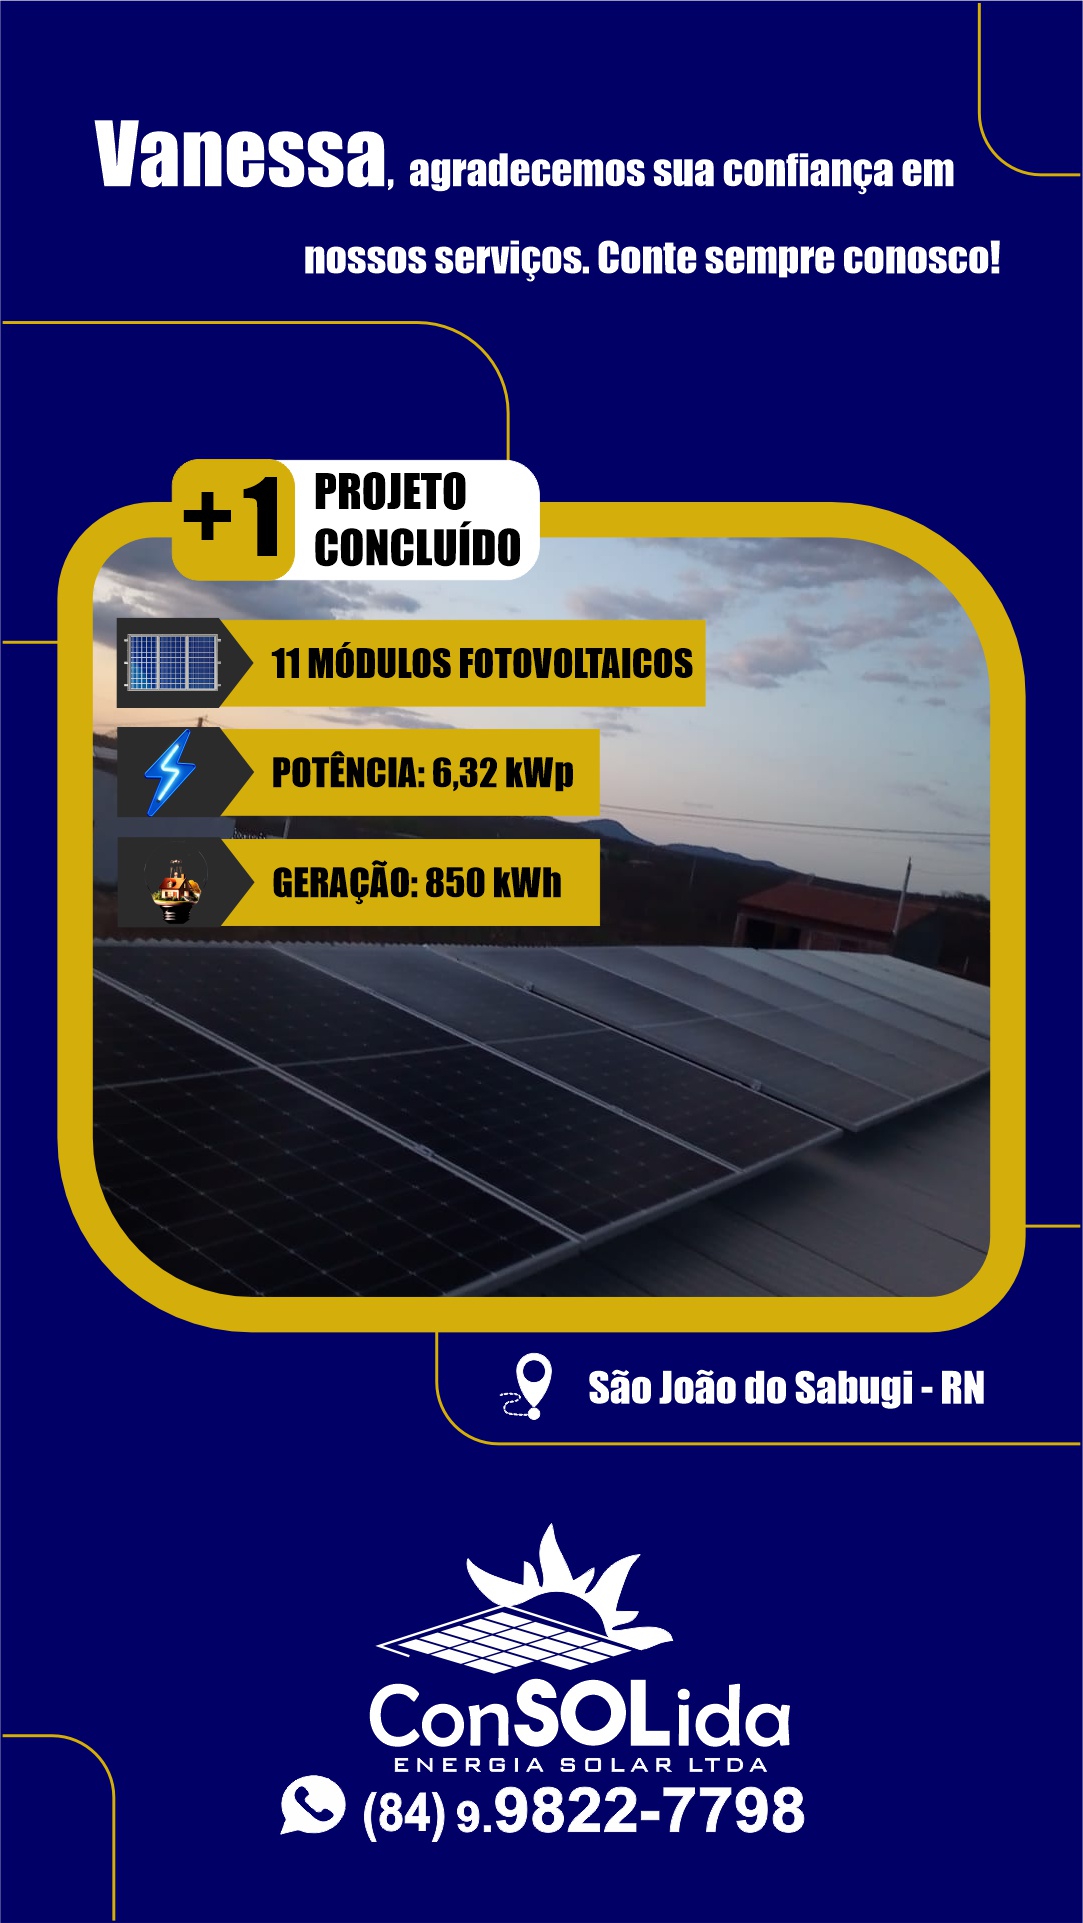 Vanessa, agradecemos sua confiança em
nossos serviços. Conte sempre conosco!
+1
PROJETO
CONCLUÍDO
11 MÓDULOS FOTOVOLTAICOS
POTÊNCIA: 6,32 kWp
GERAÇÃO: 850 kWh
São João do Sabugi - RN
ConSOLida
ENERGIA SOLAR LTDA
(84) 9.9822-7798